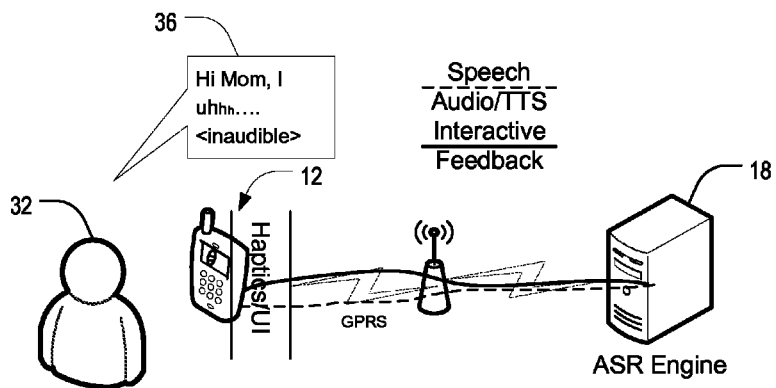 36
Hi Mom, I
uhhh....
<inaudible>
Speech
Audio/TTS
Interactive
Feedback
12
18
32
Haptics/UI
GPRS
ASR Engine